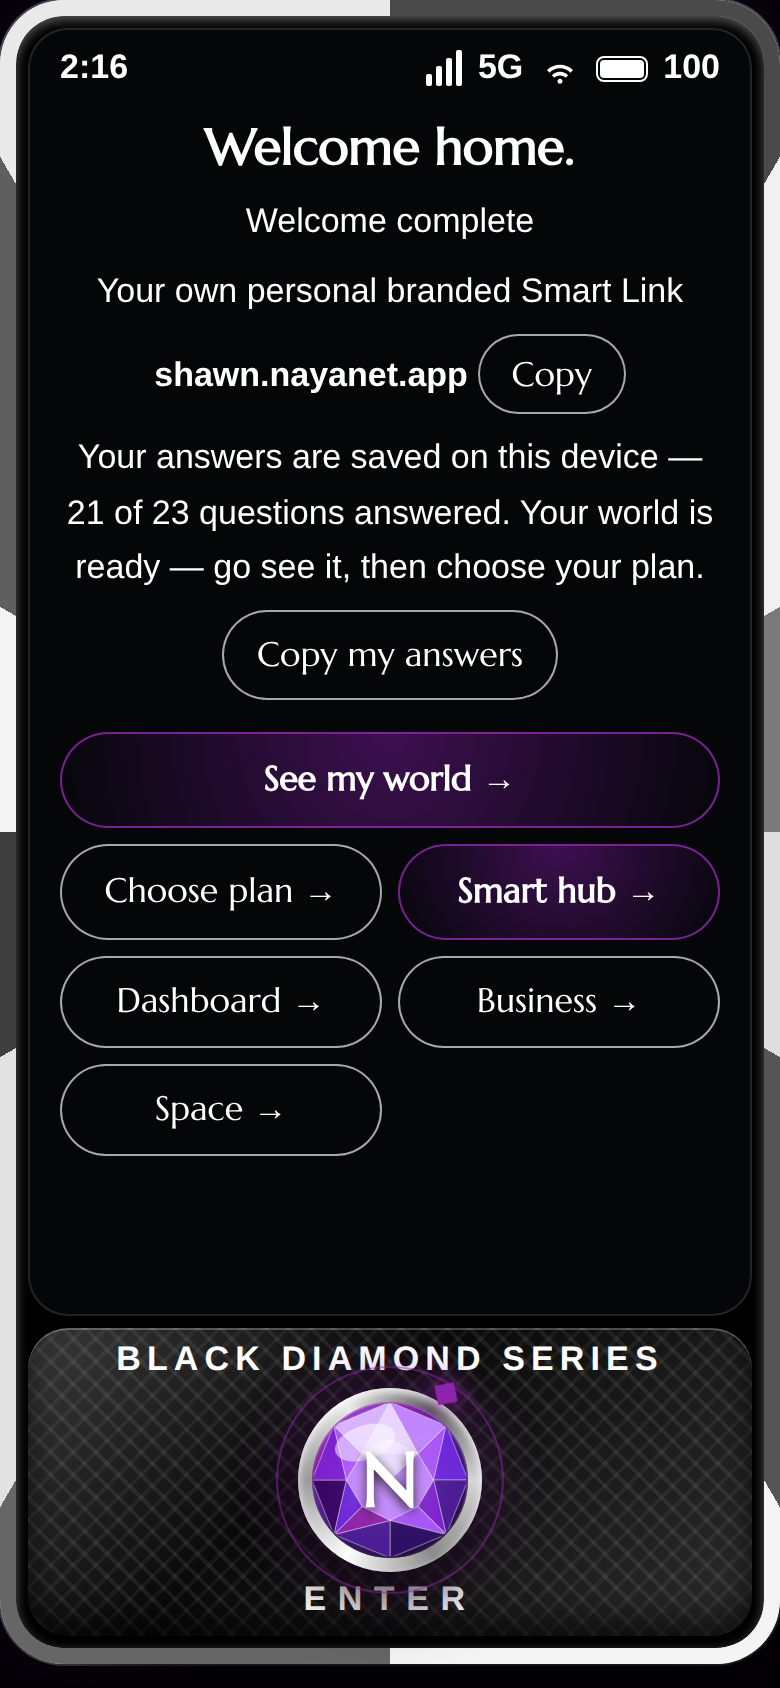 2:16 5G 100
Welcome home.
Welcome complete
Your own personal branded Smart Link
shawn.nayanet.app Copy
Your answers are saved on this device —
21 of 23 questions answered. Your world is
ready — go see it, then choose your plan.
Copy my answers
See my world →
Choose plan → Smart hub →
Dashboard → Business →
Space →
BLACK DIAMOND SERIES
N
ENTER